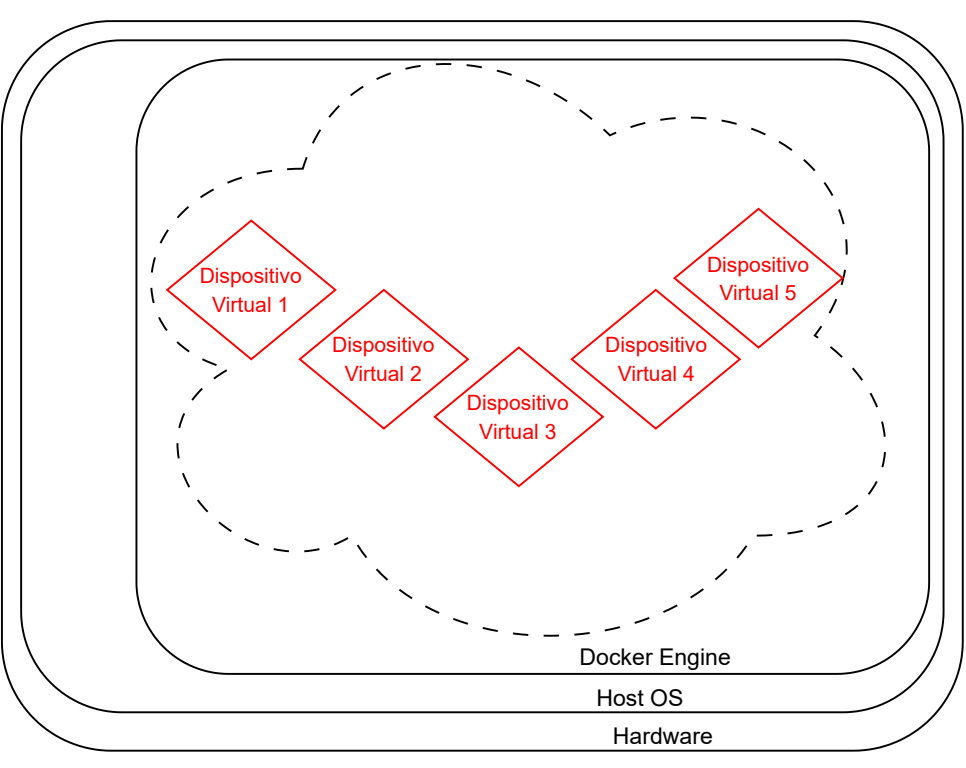 Dispositivo
Virtual 1
Dispositivo
Virtual 2
Dispositivo
Virtual 3
Dispositivo
Virtual 4
Dispositivo
Virtual 5
Docker Engine
Host OS
Hardware